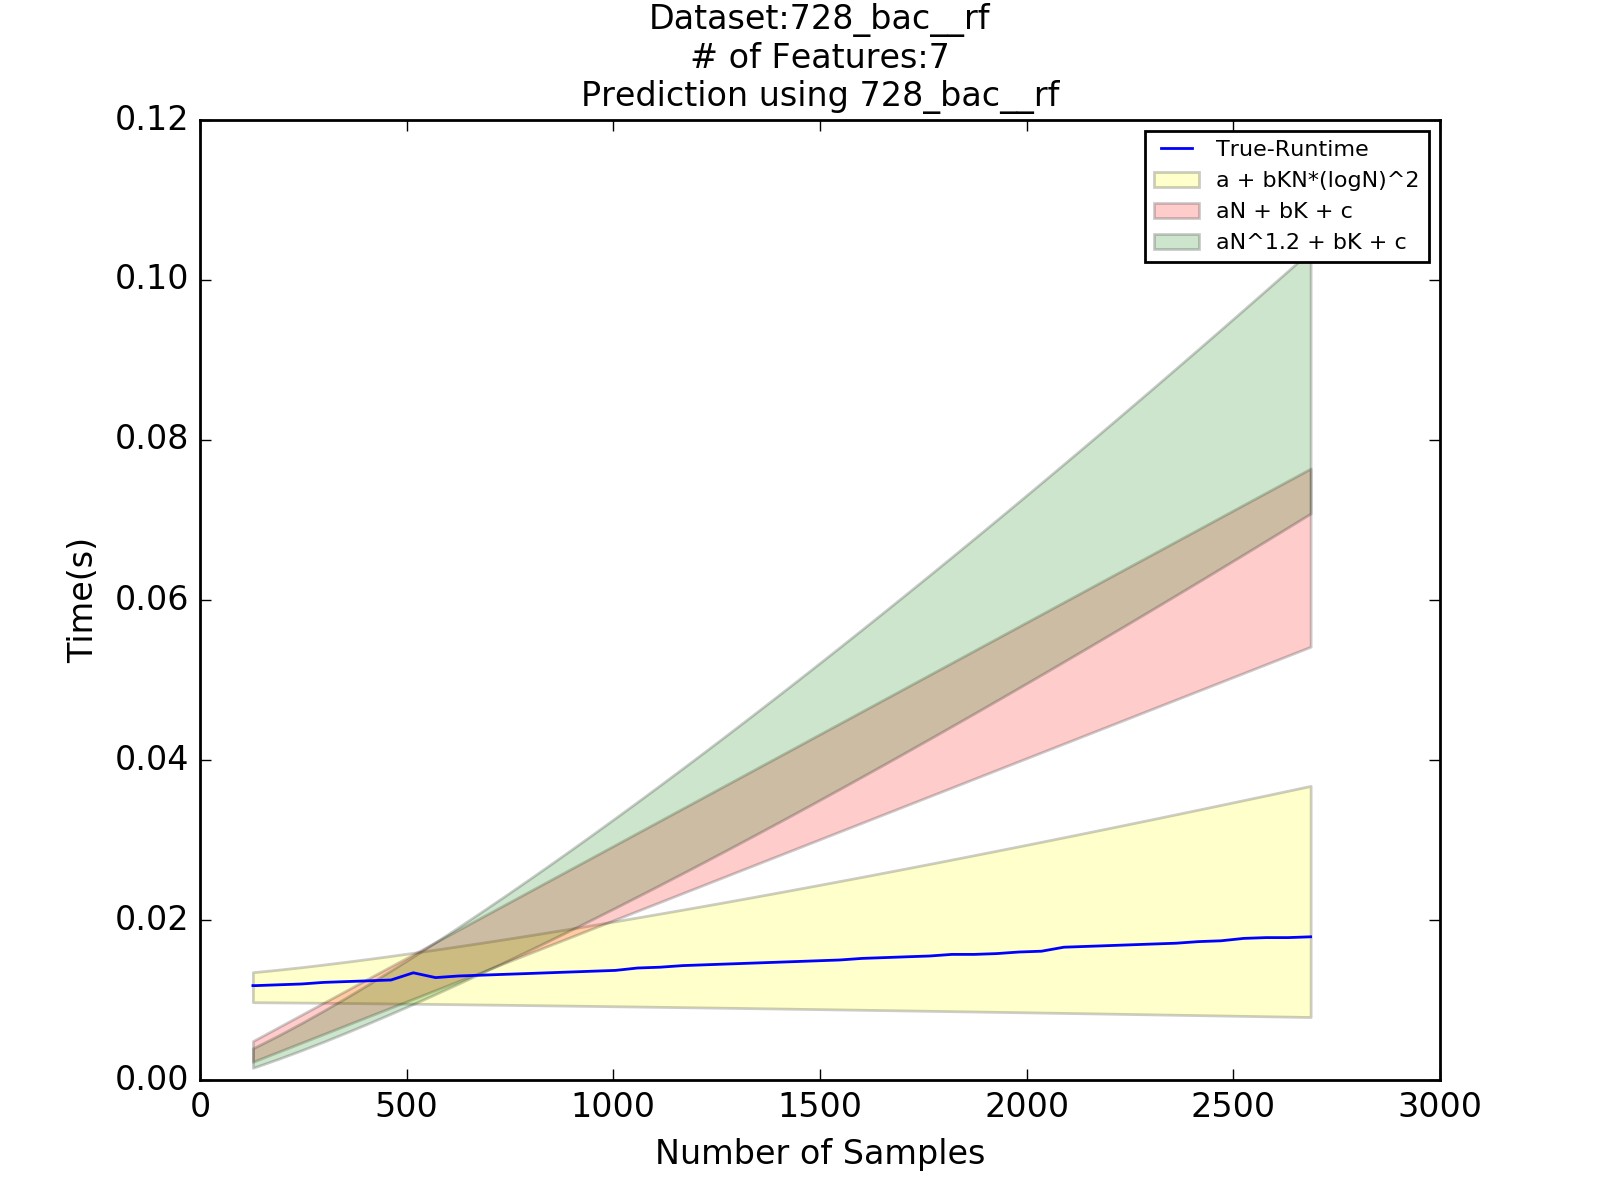 Dataset:728_bac__rf
# of Features:7
Prediction using 728_bac__rf
0.12
0.10
0.08
0.06
0.04
0.02
0.00
Time(s)
True-Runtime
a + bKN*(logN)^2
aN + bK + c
aN^1.2 + bK + c
0 500 1000 1500 2000 2500 3000
Number of Samples